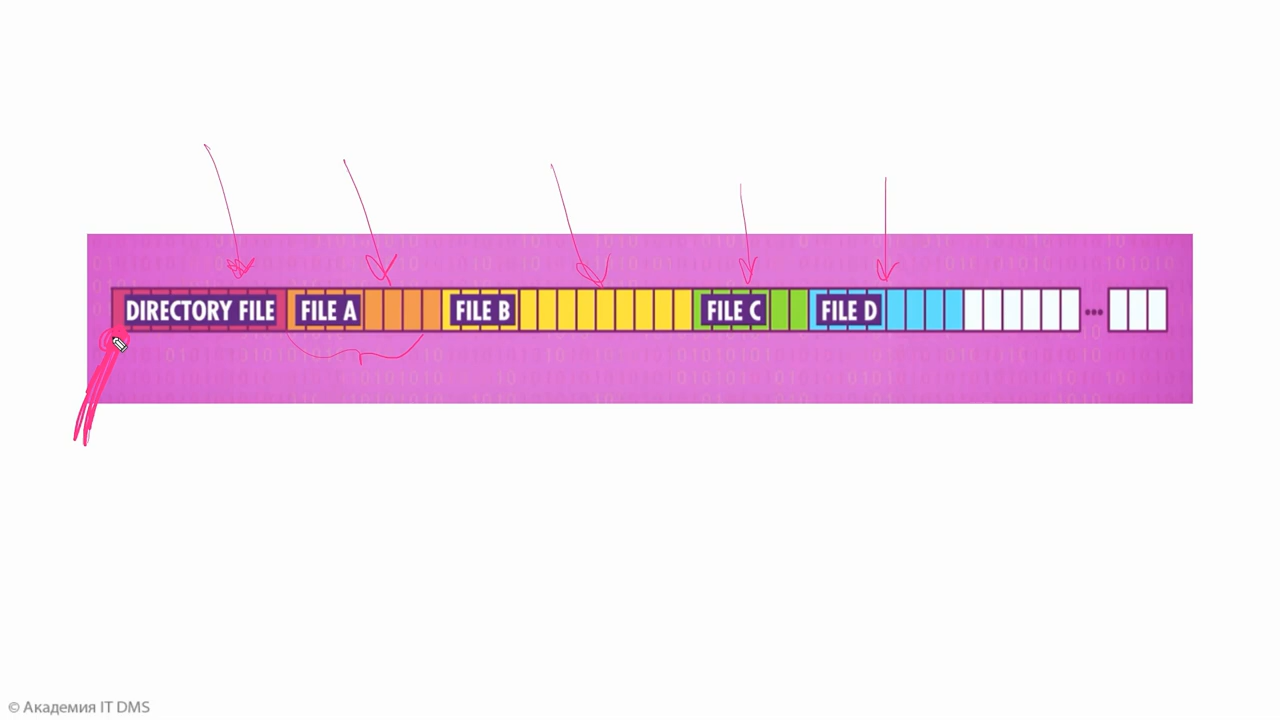 DIRECTORY FILE FILE A FILE B FILE C FILE D
© Академия IT DMS